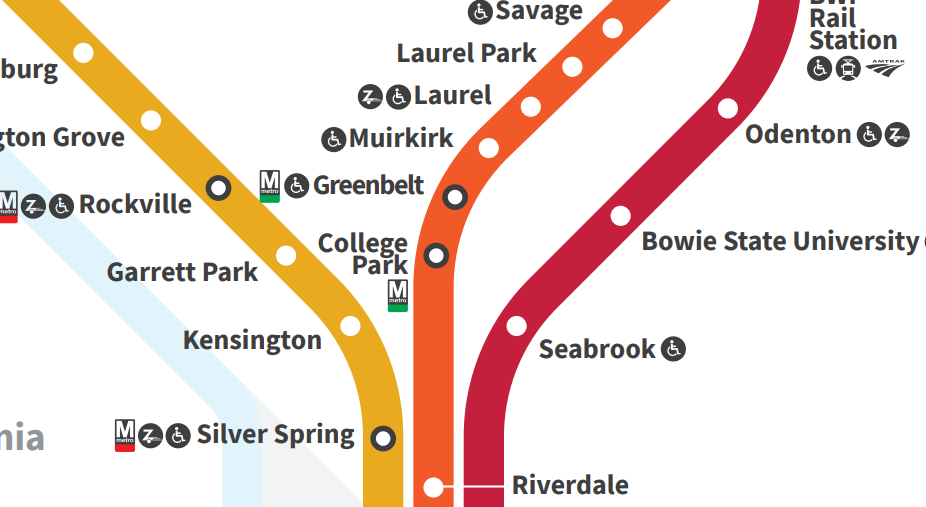 Savage
Rail
Station
AMTRAK
Laurel Park
burg
Laurel
gton Grove
Muirkirk
Odenton
M
metro
Greenbelt
M
metro
Rockville
College
Park
M
metro
Bowie State University
Garrett Park
Kensington
Seabrook
M
metro
Silver Spring
nia
Riverdale